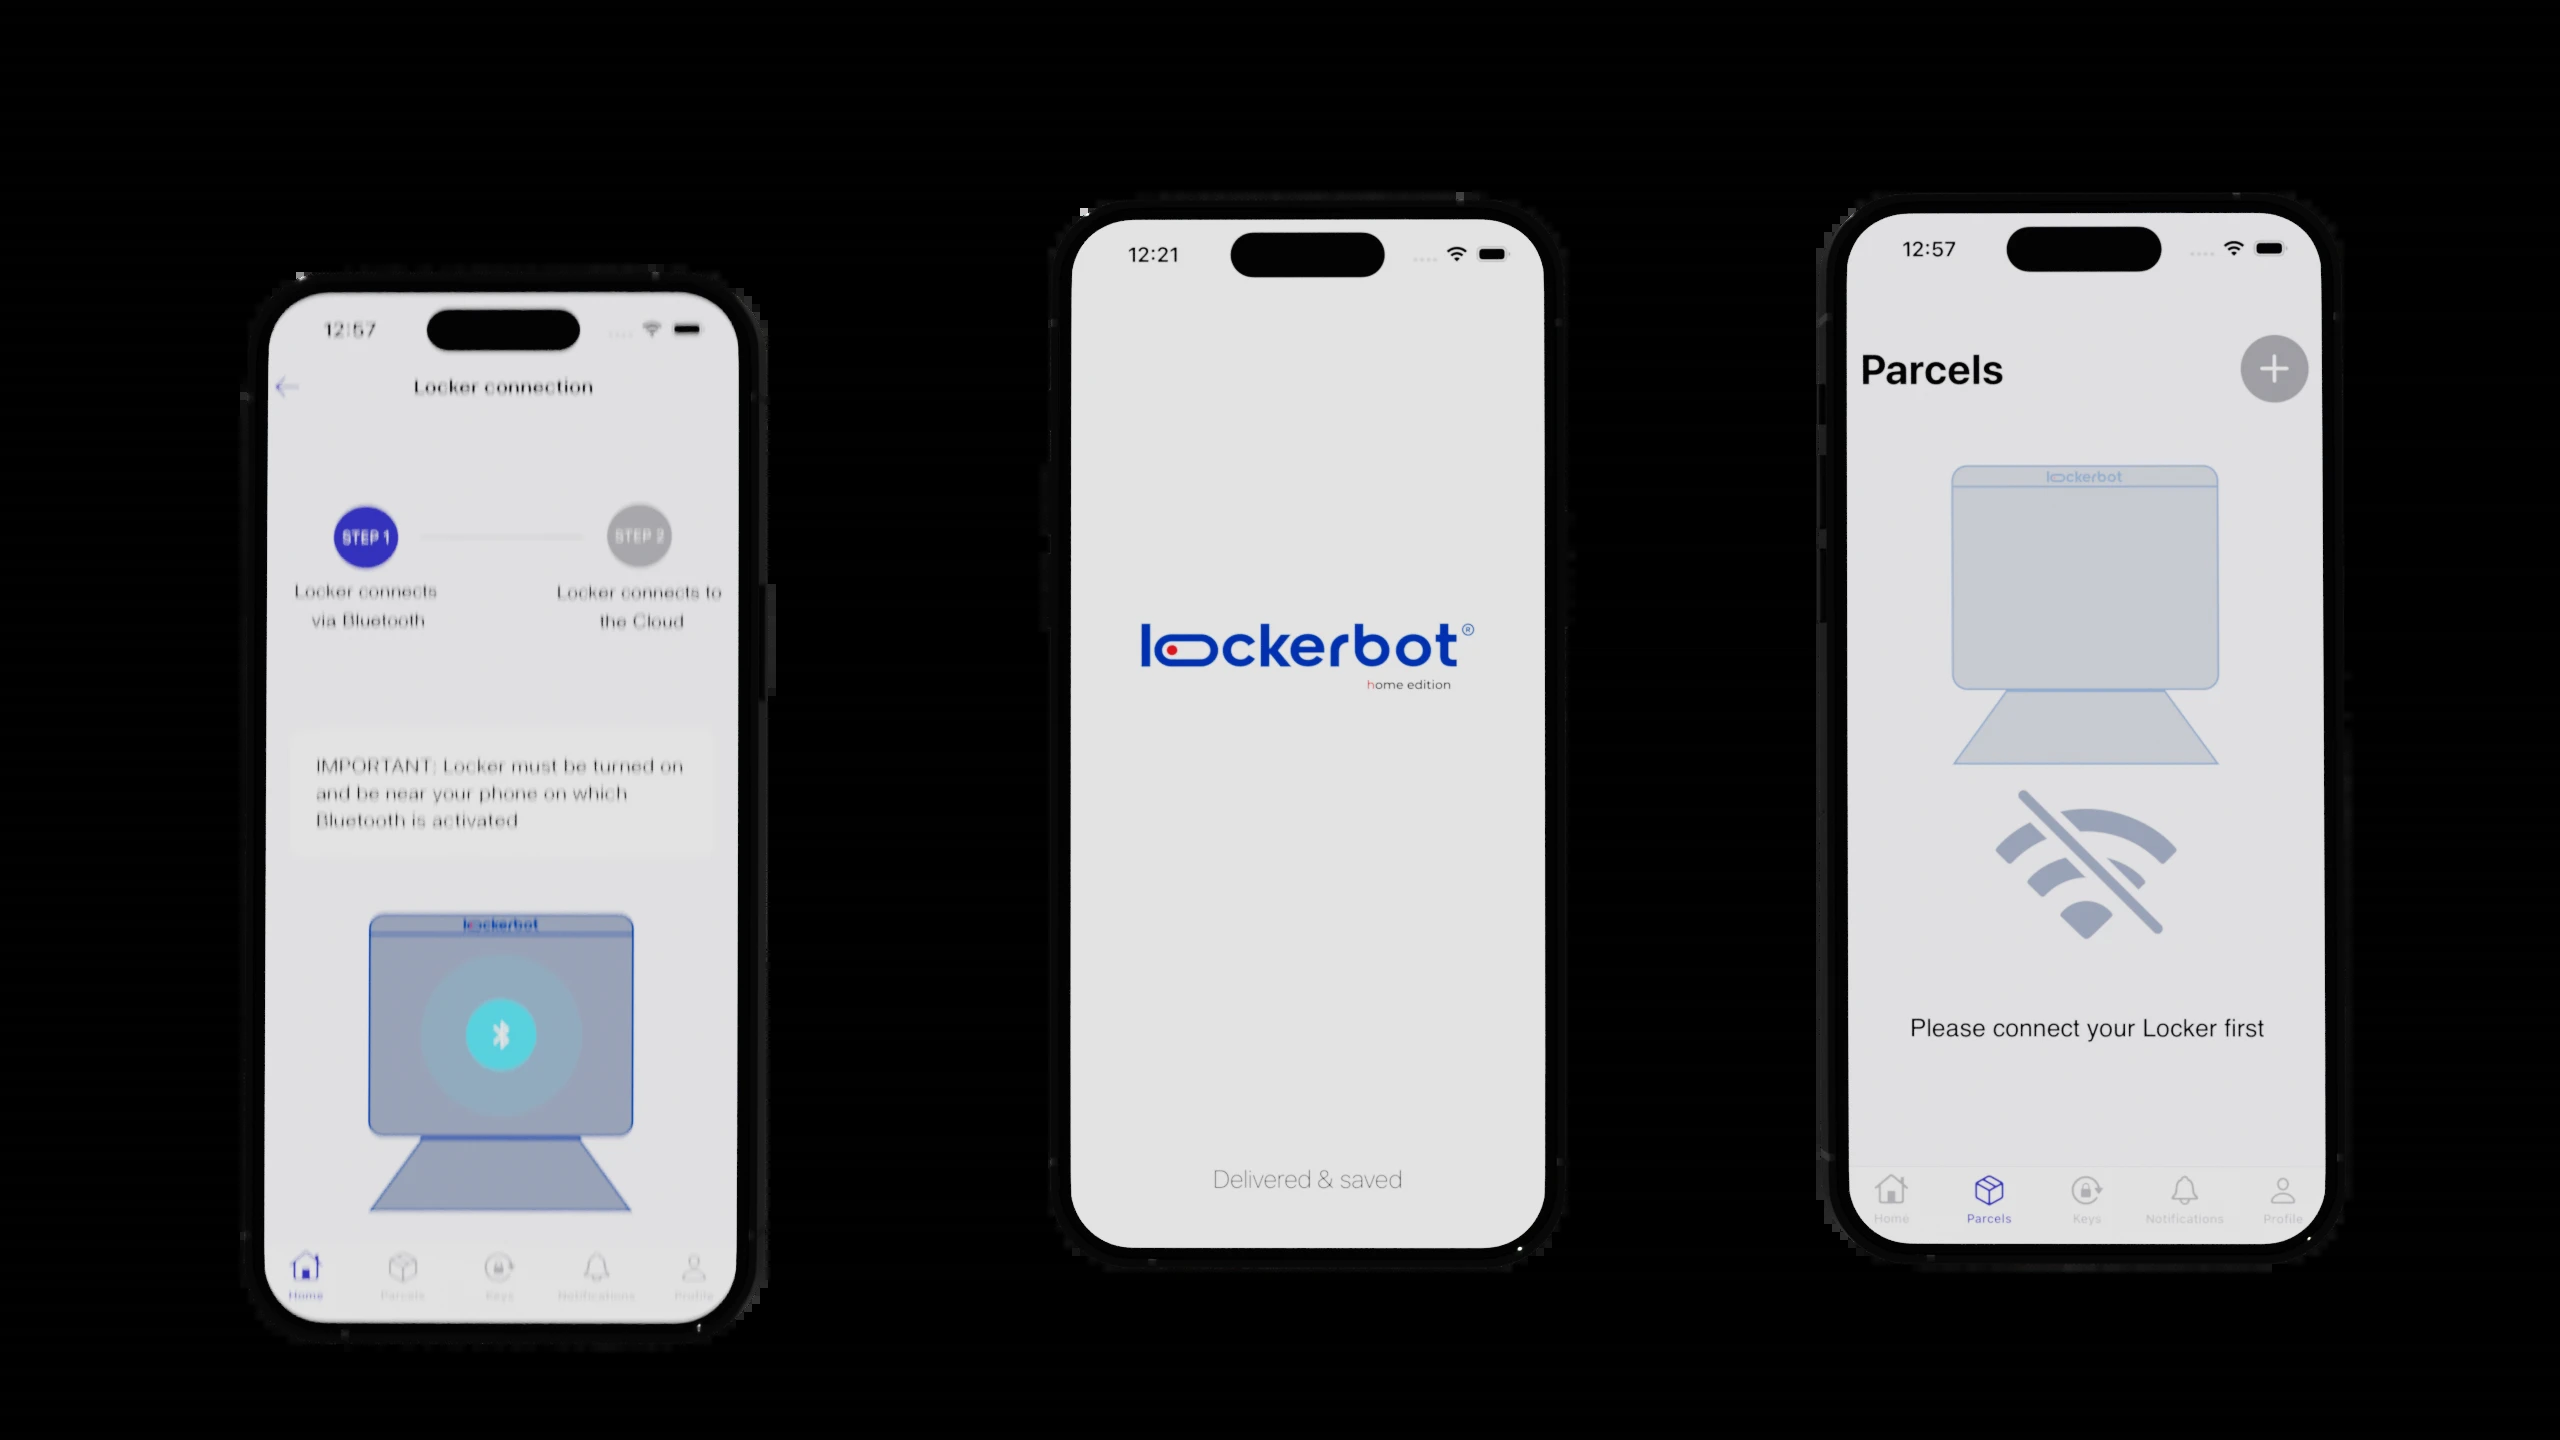 12:57
Locker connection
STEP 1
STEP 2
Locker connects
via Bluetooth
Locker connects to
the Cloud
IMPORTANT: Locker must be turned on
and be near your phone on which
Bluetooth is activated
lockerbot
Home
Parcels
Keys
Notifications
Profile
12:21
lockerbot®
home edition
Delivered & saved
12:57
Parcels
lockerbot
Please connect your Locker first
Home
Parcels
Keys
Notifications
Profile